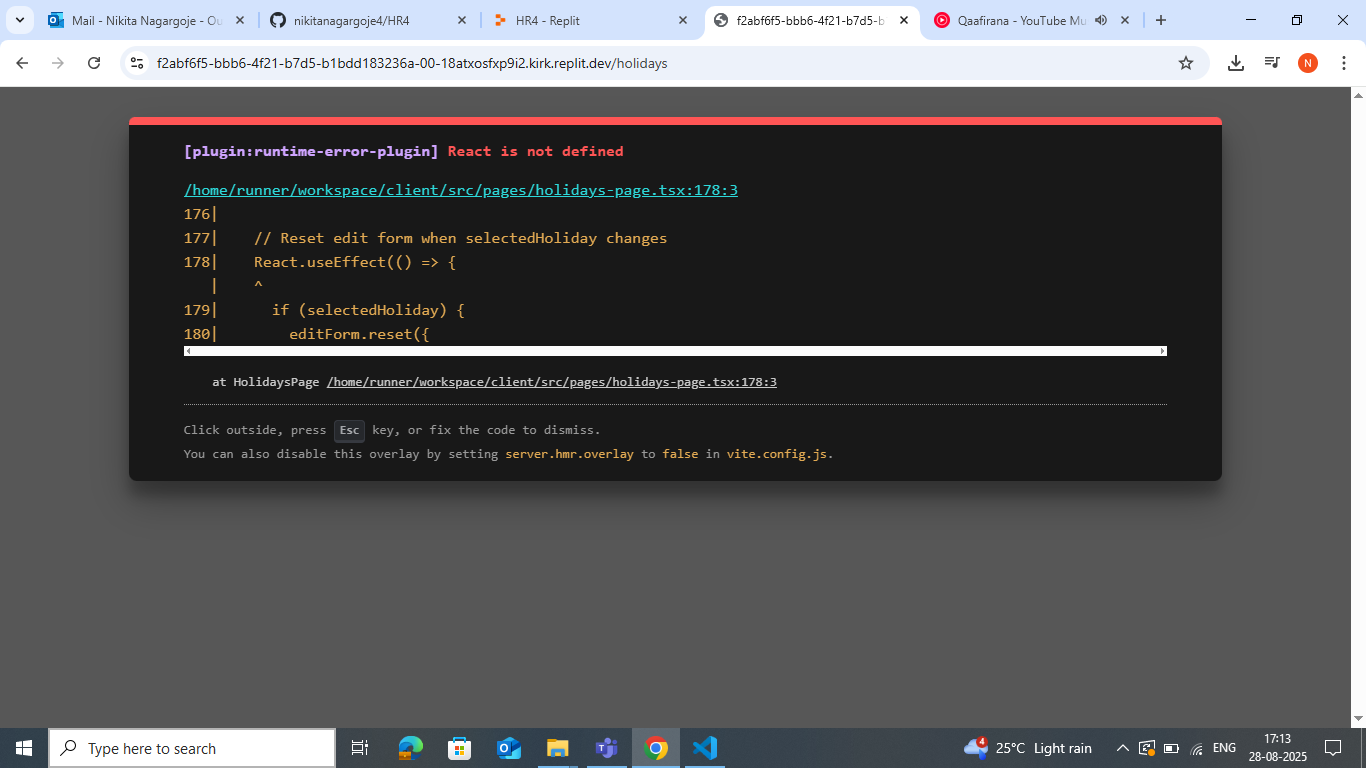 Mail - Nikita Nagargoje - Ou
nikitanagargoje4/HR4
HR4 - Replit
f2abf6f5-bbb6-4f21-b7d5-b
Qaafirana - YouTube Mu
f2abf6f5-bbb6-4f21-b7d5-b1bdd183236a-00-18atxosfxp9i2.kirk.replit.dev/holidays
N
[plugin:runtime-error-plugin] React is not defined
/home/runner/workspace/client/src/pages/holidays-page.tsx:178:3
176|
177|    // Reset edit form when selectedHoliday changes
178|    React.useEffect(() => {
   |    ^
179|      if (selectedHoliday) {
180|        editForm.reset({
at HolidaysPage /home/runner/workspace/client/src/pages/holidays-page.tsx:178:3
Click outside, press Esc key, or fix the code to dismiss.
You can also disable this overlay by setting server.hmr.overlay to false in vite.config.js.
Type here to search
4
25°C Light rain
ENG
17:13
28-08-2025